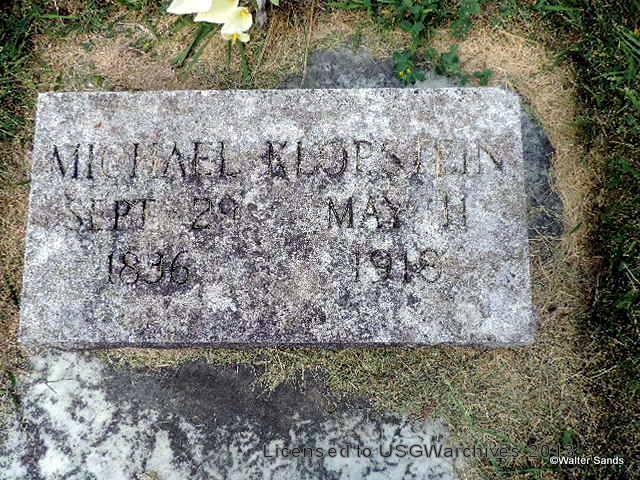 MICHAEL KLOPSTEIN
SEPT 29 MAY 11
1836 1918
Licensed to USGWarchives
©Walter Sands